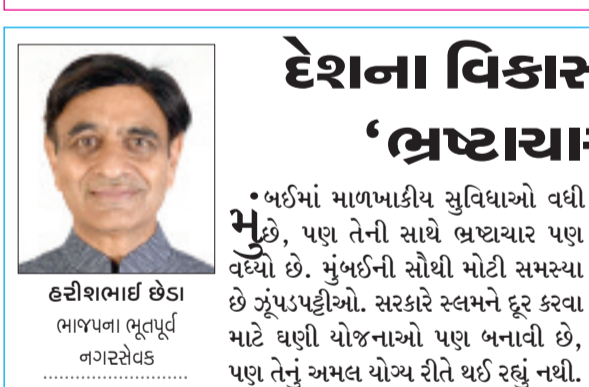 દેશના વિકાસ
‘ભ્રષ્ટાચાર
મુંબઈમાં માળખાકીય સુવિધાઓ વધી
છે, પણ તેની સાથે ભ્રષ્ટાચાર પણ
વધ્યો છે. મુંબઈની સૌથી મોટી સમસ્યા
છે ઝૂંપડપટ્ટીઓ. સરકારે સ્લમને દૂર કરવા
માટે ઘણી યોજનાઓ પણ બનાવી છે,
પણ તેનું અમલ યોગ્ય રીતે થઈ રહ્યું નથી.
હરીશભાઈ છેડા
ભાજપના ભૂતપૂર્વ
નગરસેવક